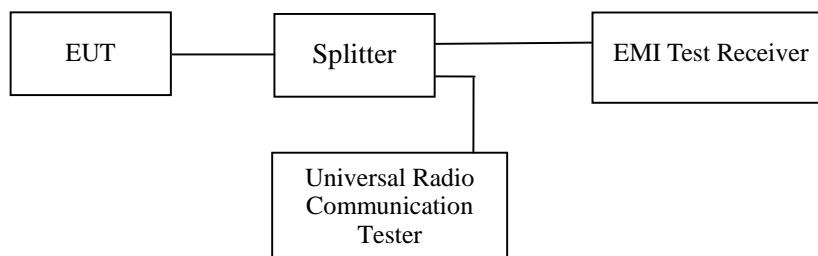 EUT
Splitter
EMI Test Receiver
Universal Radio
Communication
Tester